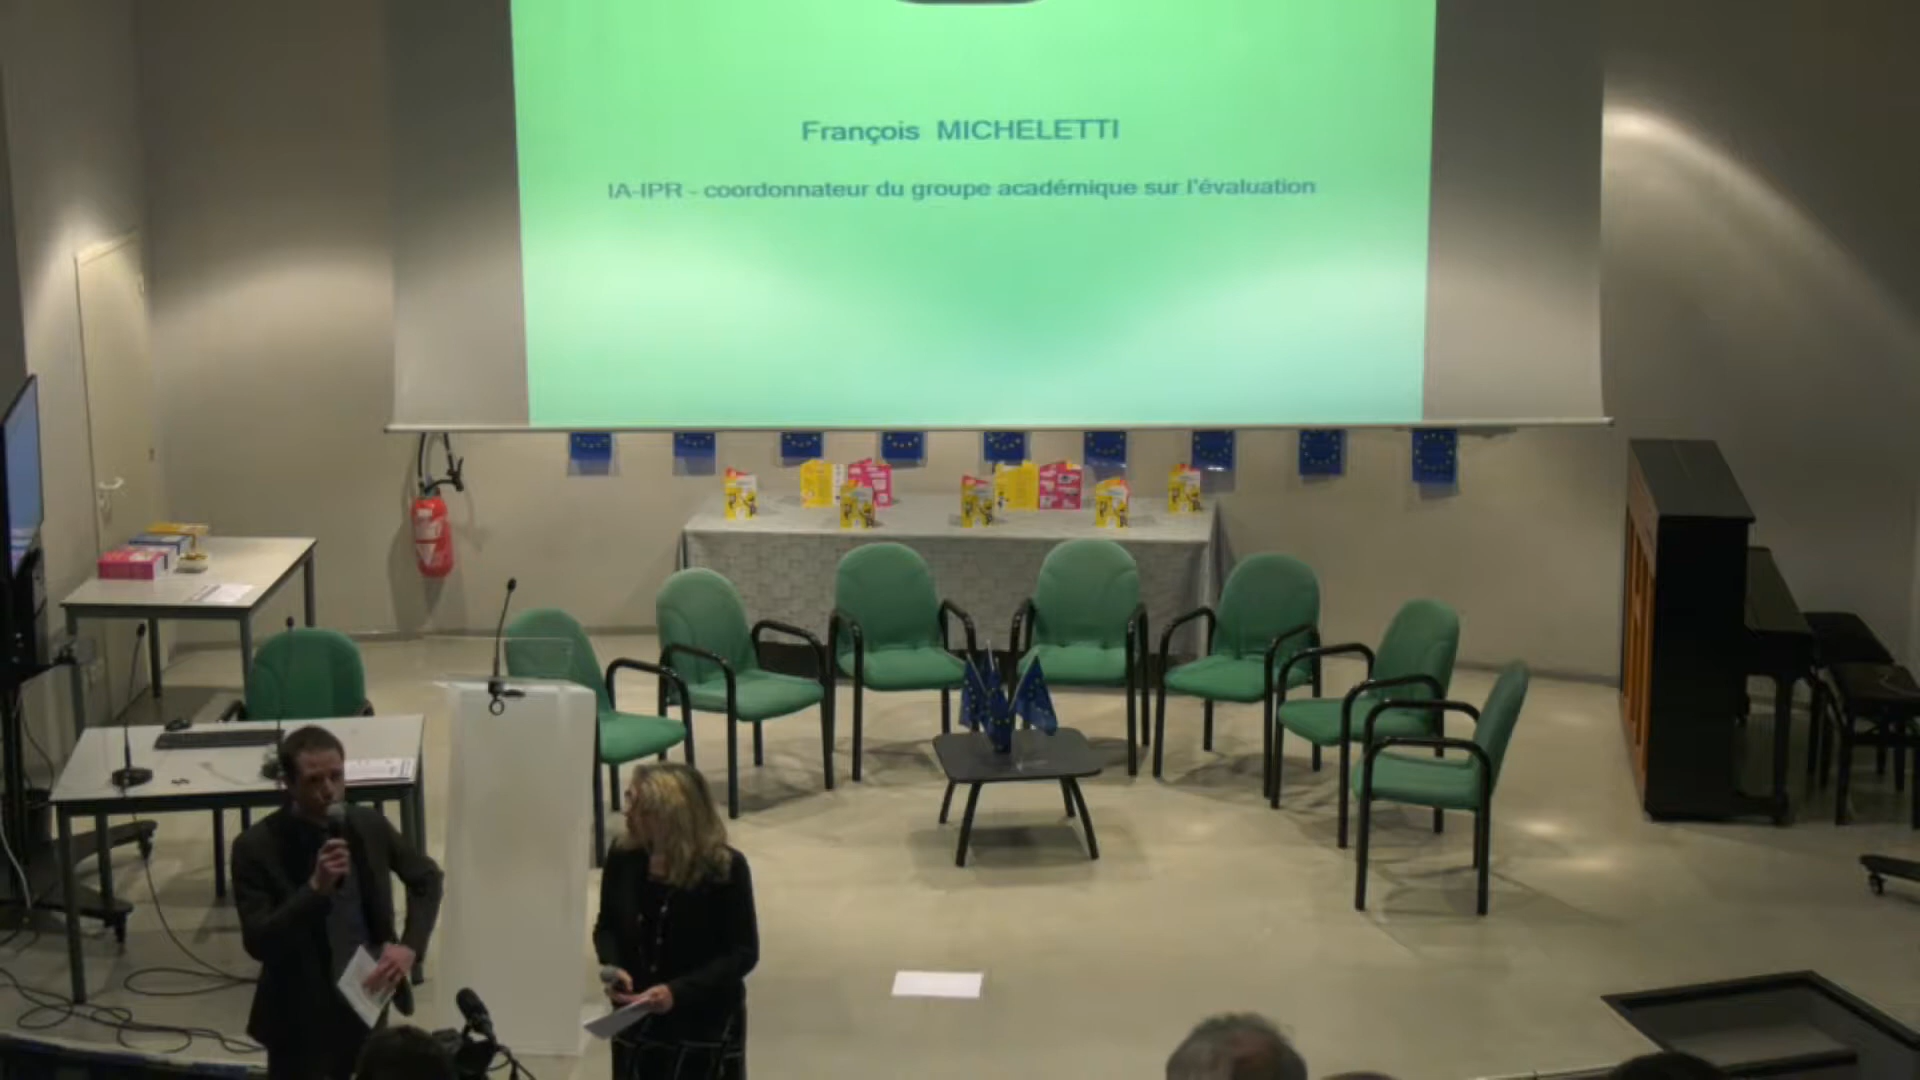 François MICHELETTI
IA-IPR - coordonnateur du groupe académique sur l'évaluation